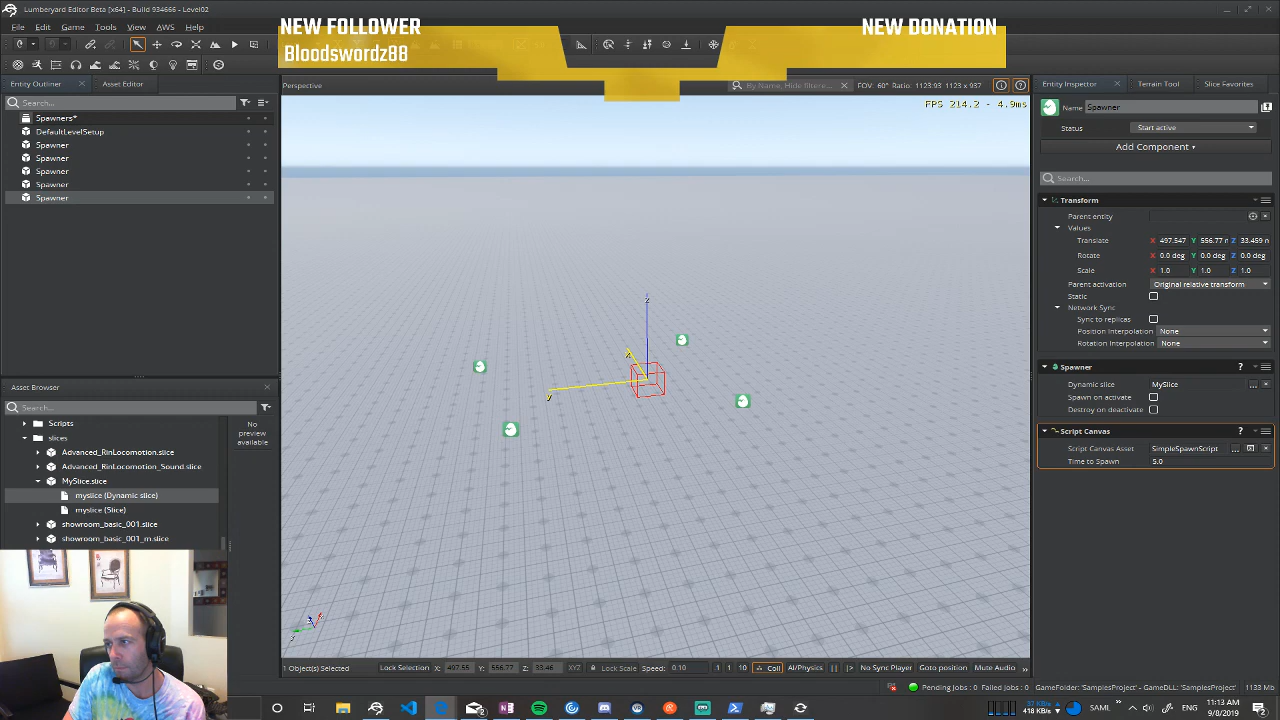 Lumberyard Editor Beta [x64] - Build 934666 - Level02
File Edit Game Tools View AWS Help
NEW FOLLOWER
Bloodswordz88
NEW DONATION
Entity Outliner Asset Editor
Search...
Spawners*
DefaultLevelSetup
Spawner
Spawner
Spawner
Spawner
Spawner
Asset Browser
Search...
Scripts
slices
Advanced_RinLocomotion.slice
Advanced_RinLocomotion_Sound.slice
MySlice.slice
myslice (Dynamic slice)
myslice (Slice)
showroom_basic_001.slice
showroom_basic_001_m.slice
No
preview
available
Perspective
By Name, Hide filtere...
FOV: 60° Ratio: 1123:93 1123 x 937
FPS 214.2 - 4.9ms
z
x
y
1 Object(s) Selected Lock Selection X: 497.55 Y: 556.77 Z: 33.46 XYZ Lock Scale Speed: 0.10 .1 1 10 Coll AI/Physics No Sync Player Goto position Mute Audio
Entity Inspector Terrain Tool Slice Favorites
Name Spawner
Status Start active
Add Component
Search...
Transform
Parent entity
Values
Translate X 497.547 Y 556.77 n Z 33.459 n
Rotate X 0.0 deg Y 0.0 deg Z 0.0 deg
Scale X 1.0 Y 1.0 Z 1.0
Parent activation Original relative transform
Static
Network Sync
Sync to replicas
Position Interpolation None
Rotation Interpolation None
Spawner
Dynamic slice MySlice
Spawn on activate
Destroy on deactivate
Script Canvas
Script Canvas Asset SimpleSpawnScript
Time to Spawn 5.0
Pending Jobs : 0 Failed Jobs : 0 GameFolder: 'SamplesProject' - GameDLL: 'SamplesProject' 1133 Mb
37 KB/s
418 KB/s
SAML
11:13 AM
9/8/2019